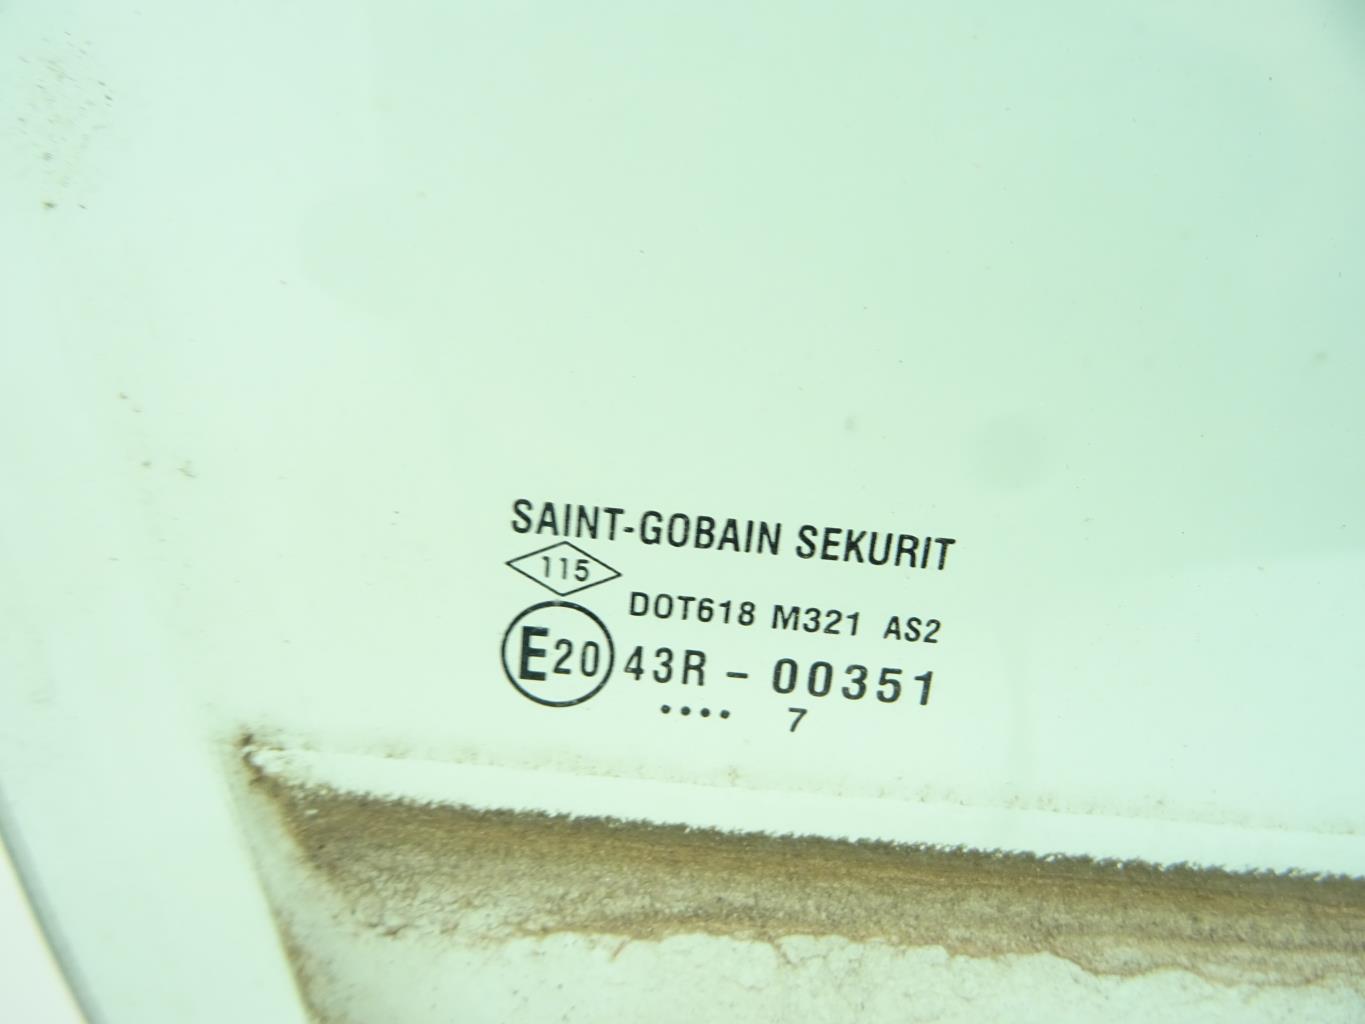 SAINT-GOBAIN SEKURIT
115
DOT618 M321 AS2
E20 43R - 00351
.... 7